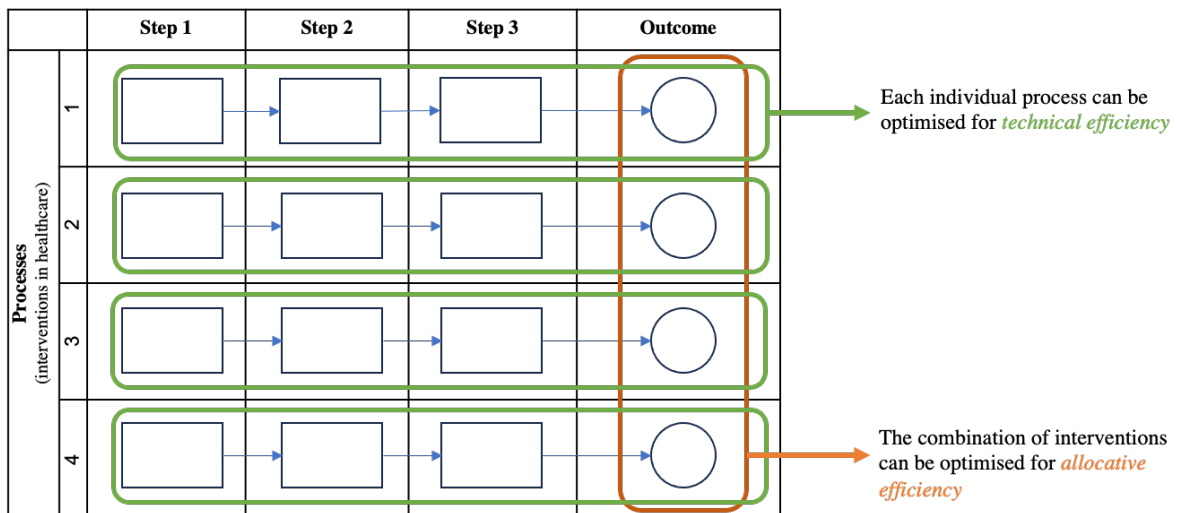 Step 1 Step 2 Step 3 Outcome
Processes
(interventions in healthcare)
1
2
3
4
Each individual process can be
optimised for technical efficiency
The combination of interventions
can be optimised for allocative
efficiency